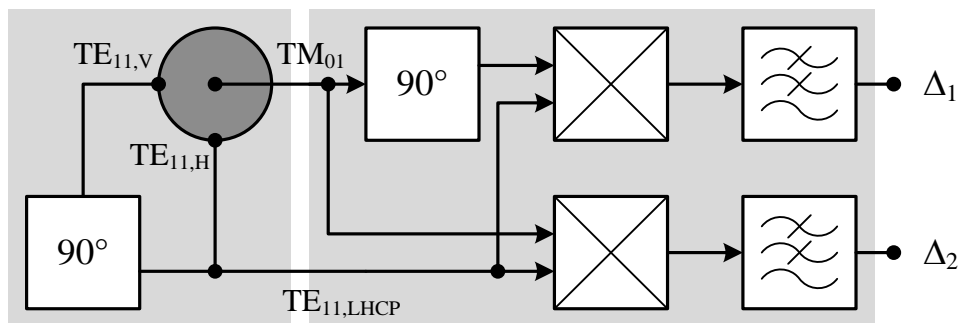 TE11,V
TM01
90°
Δ1
TE11,H
90°
Δ2
TE11,LHCP